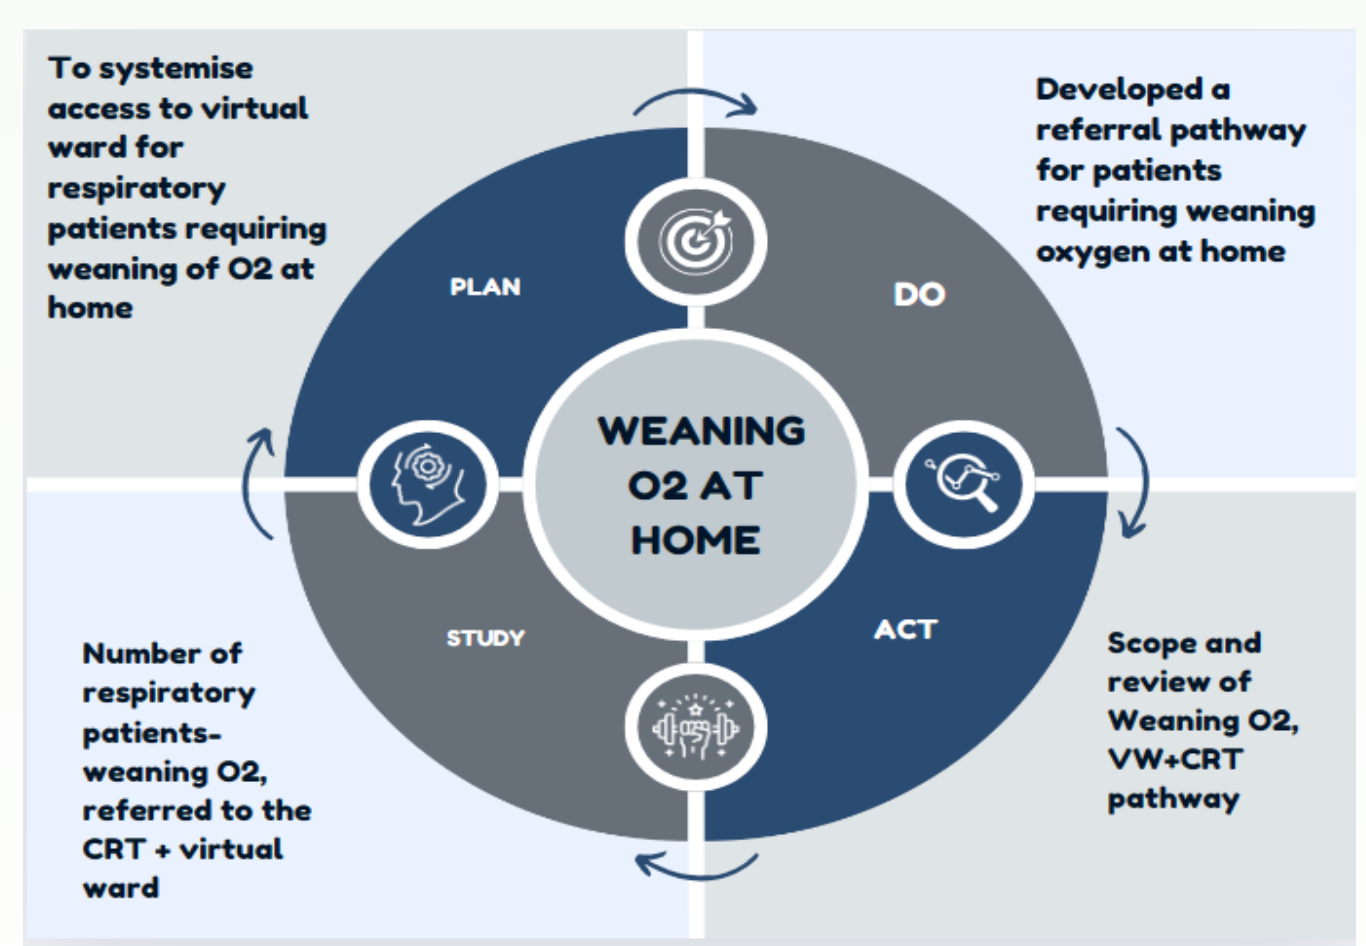 To systemise
access to virtual
ward for
respiratory
patients requiring
weaning of O2 at
home
Developed a
referral pathway
for patients
requiring weaning
oxygen at home
PLAN
DO
WEANING
O2 AT
HOME
STUDY
ACT
Number of
respiratory
patients-
weaning O2,
referred to the
CRT + virtual
ward
Scope and
review of
Weaning O2,
VW+CRT
pathway